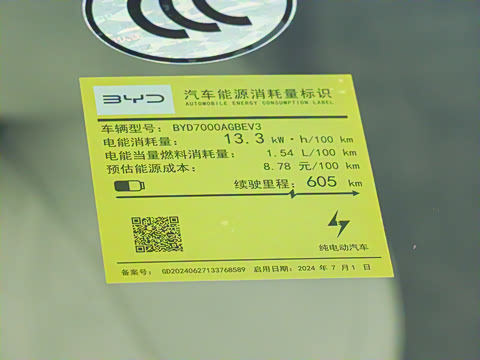 CCC
BYD 汽车能源消耗量标识
AUTOMOBILE ENERGY CONSUMPTION LABEL
车辆型号: BYD7000AGBEV3
电能消耗量: 13.3 kW·h/100 km
电能当量燃料消耗量: 1.54 L/100 km
预估能源成本: 8.78 元/100 km
续驶里程: 605 km
纯电动汽车
备案号: GD20240627133768589 启用日期: 2024 年 7 月 1 日